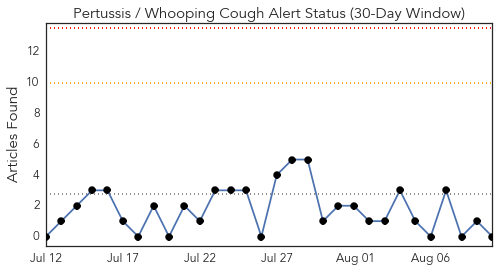 Pertussis / Whooping Cough Alert Status (30-Day Window)
Articles Found
12
10
8
6
4
2
0
Jul 12 Jul 17 Jul 22 Jul 27 Aug 01 Aug 06